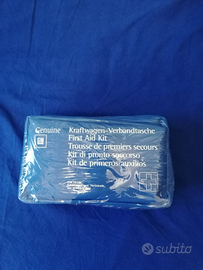 Genuine
GM
Kraftwagen-Verbandtasche
First Aid Kit
Trousse de premiers secours
Kit di pronto soccorso
Kit de primeros auxilios
subito